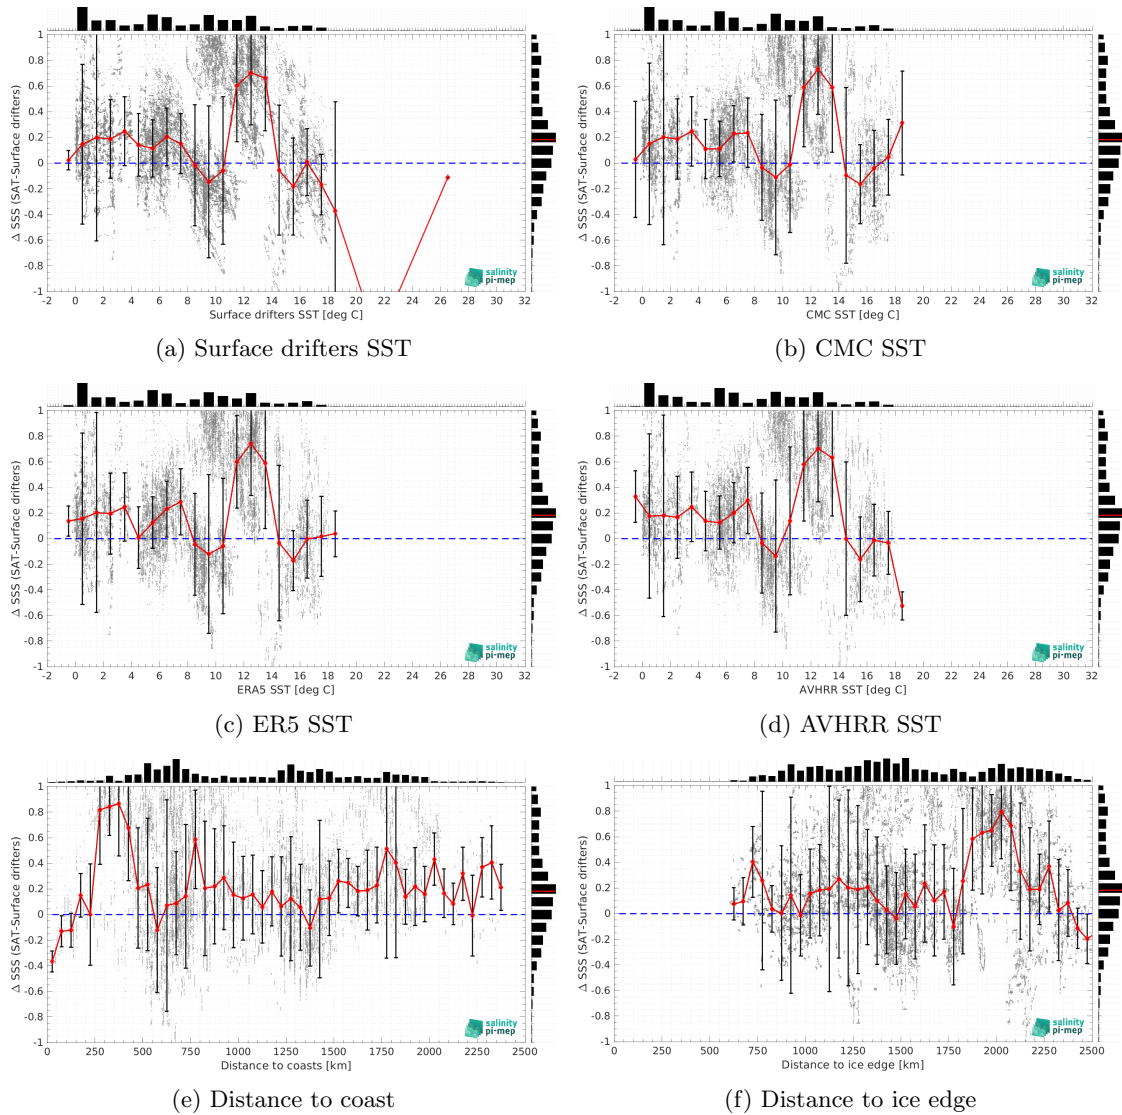 1
0.8
0.6
0.4
0.2
0
-0.2
-0.4
-0.6
-0.8
-1
Δ SSS (SAT-Surface drifters)
-2 0 2 4 6 8 10 12 14 16 18 20 22 24 26 28 30 32
Surface drifters SST [deg C]
salinity
pi-mep
(a) Surface drifters SST
1
0.8
0.6
0.4
0.2
0
-0.2
-0.4
-0.6
-0.8
-1
Δ SSS (SAT-Surface drifters)
-2 0 2 4 6 8 10 12 14 16 18 20 22 24 26 28 30 32
CMC SST [deg C]
salinity
pi-mep
(b) CMC SST
1
0.8
0.6
0.4
0.2
0
-0.2
-0.4
-0.6
-0.8
-1
Δ SSS (SAT-Surface drifters)
-2 0 2 4 6 8 10 12 14 16 18 20 22 24 26 28 30 32
ERA5 SST [deg C]
salinity
pi-mep
(c) ER5 SST
1
0.8
0.6
0.4
0.2
0
-0.2
-0.4
-0.6
-0.8
-1
Δ SSS (SAT-Surface drifters)
-2 0 2 4 6 8 10 12 14 16 18 20 22 24 26 28 30 32
AVHRR SST [deg C]
salinity
pi-mep
(d) AVHRR SST
1
0.8
0.6
0.4
0.2
0
-0.2
-0.4
-0.6
-0.8
-1
Δ SSS (SAT-Surface drifters)
0 250 500 750 1000 1250 1500 1750 2000 2250 2500
Distance to coasts [km]
salinity
pi-mep
(e) Distance to coast
1
0.8
0.6
0.4
0.2
0
-0.2
-0.4
-0.6
-0.8
-1
Δ SSS (SAT-Surface drifters)
0 250 500 750 1000 1250 1500 1750 2000 2250 2500
Distance to ice edge [km]
salinity
pi-mep
(f) Distance to ice edge